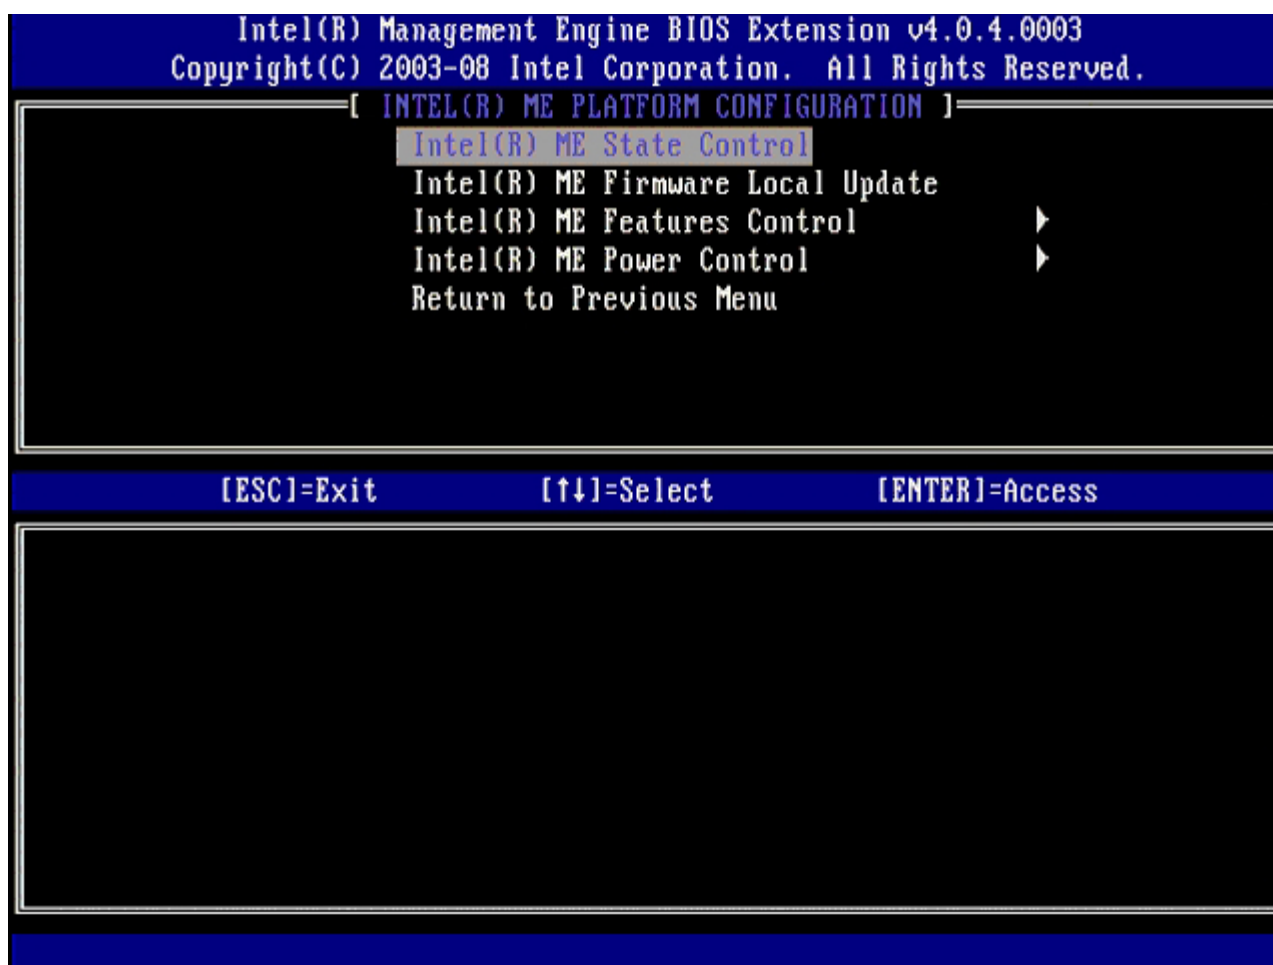 Intel(R) Management Engine BIOS Extension v4.0.4.0003
Copyright(C) 2003-08 Intel Corporation. All Rights Reserved.
[ INTEL(R) ME PLATFORM CONFIGURATION ]
Intel(R) ME State Control
Intel(R) ME Firmware Local Update
Intel(R) ME Features Control ►
Intel(R) ME Power Control ►
Return to Previous Menu
[ESC]=Exit [↑↓]=Select [ENTER]=Access